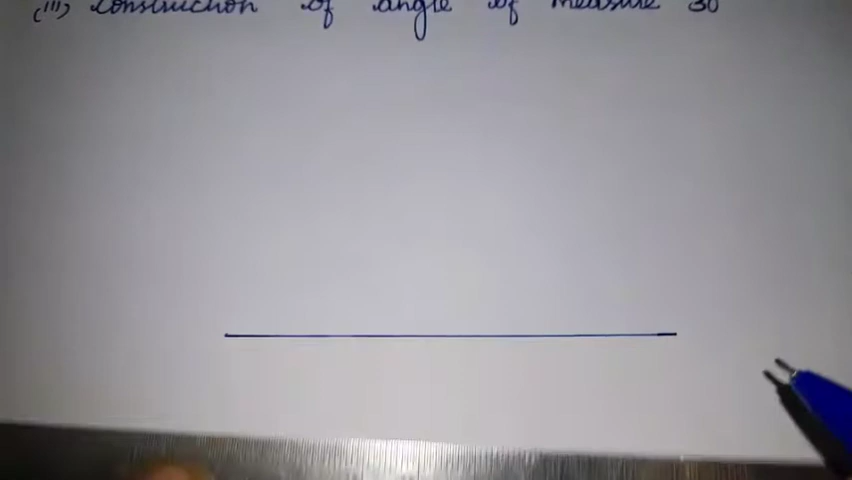 (iii) Construction of angle of measure 30